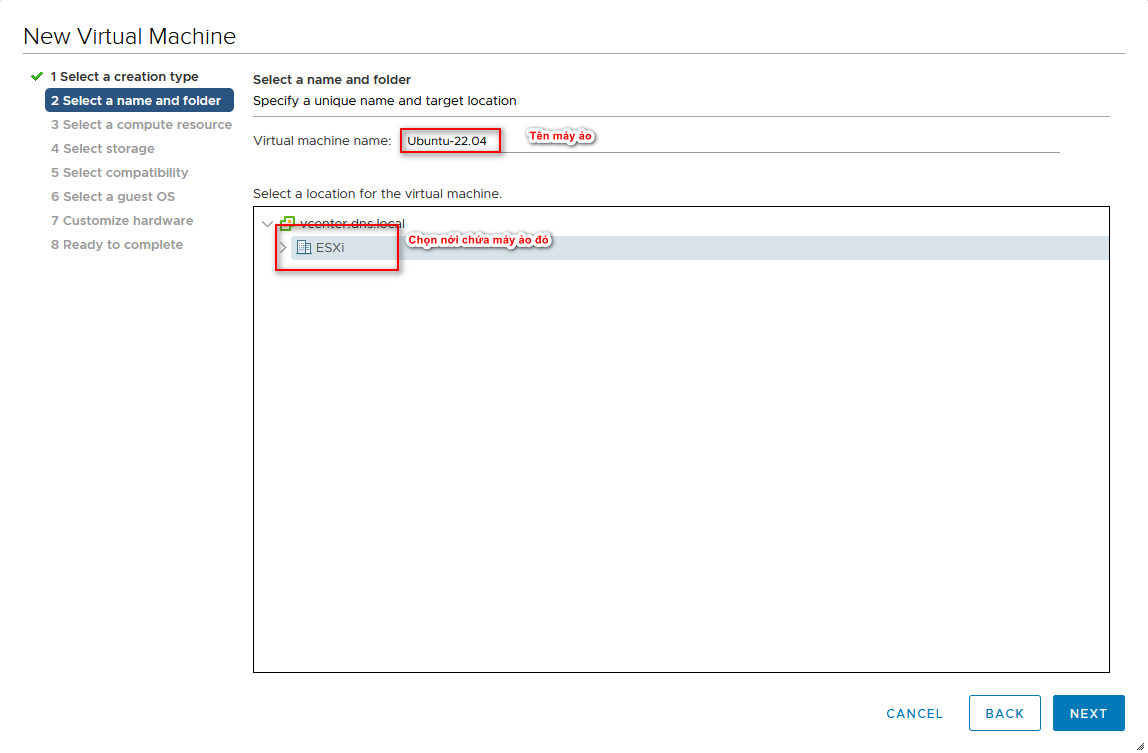 New Virtual Machine
1 Select a creation type
2 Select a name and folder
3 Select a compute resource
4 Select storage
5 Select compatibility
6 Select a guest OS
7 Customize hardware
8 Ready to complete
Select a name and folder
Specify a unique name and target location
Virtual machine name: Ubuntu-22.04 Tên máy ảo
Select a location for the virtual machine.
vcenter.dns.local
ESXi Chọn nới chứa máy ảo đó
CANCEL BACK NEXT